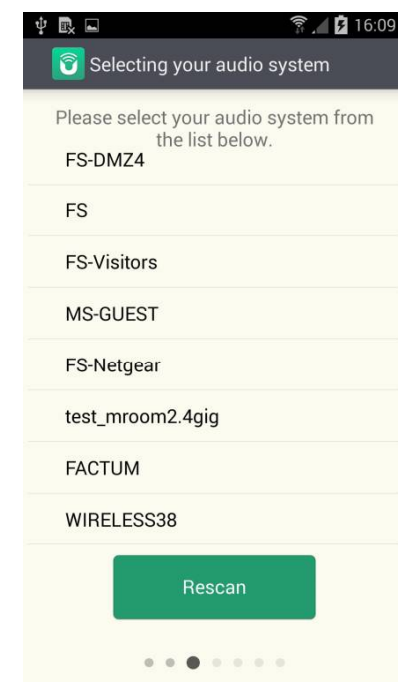 16:09
Selecting your audio system
Please select your audio system from
the list below.
FS-DMZ4
FS
FS-Visitors
MS-GUEST
FS-Netgear
test_mroom2.4gig
FACTUM
WIRELESS38
Rescan